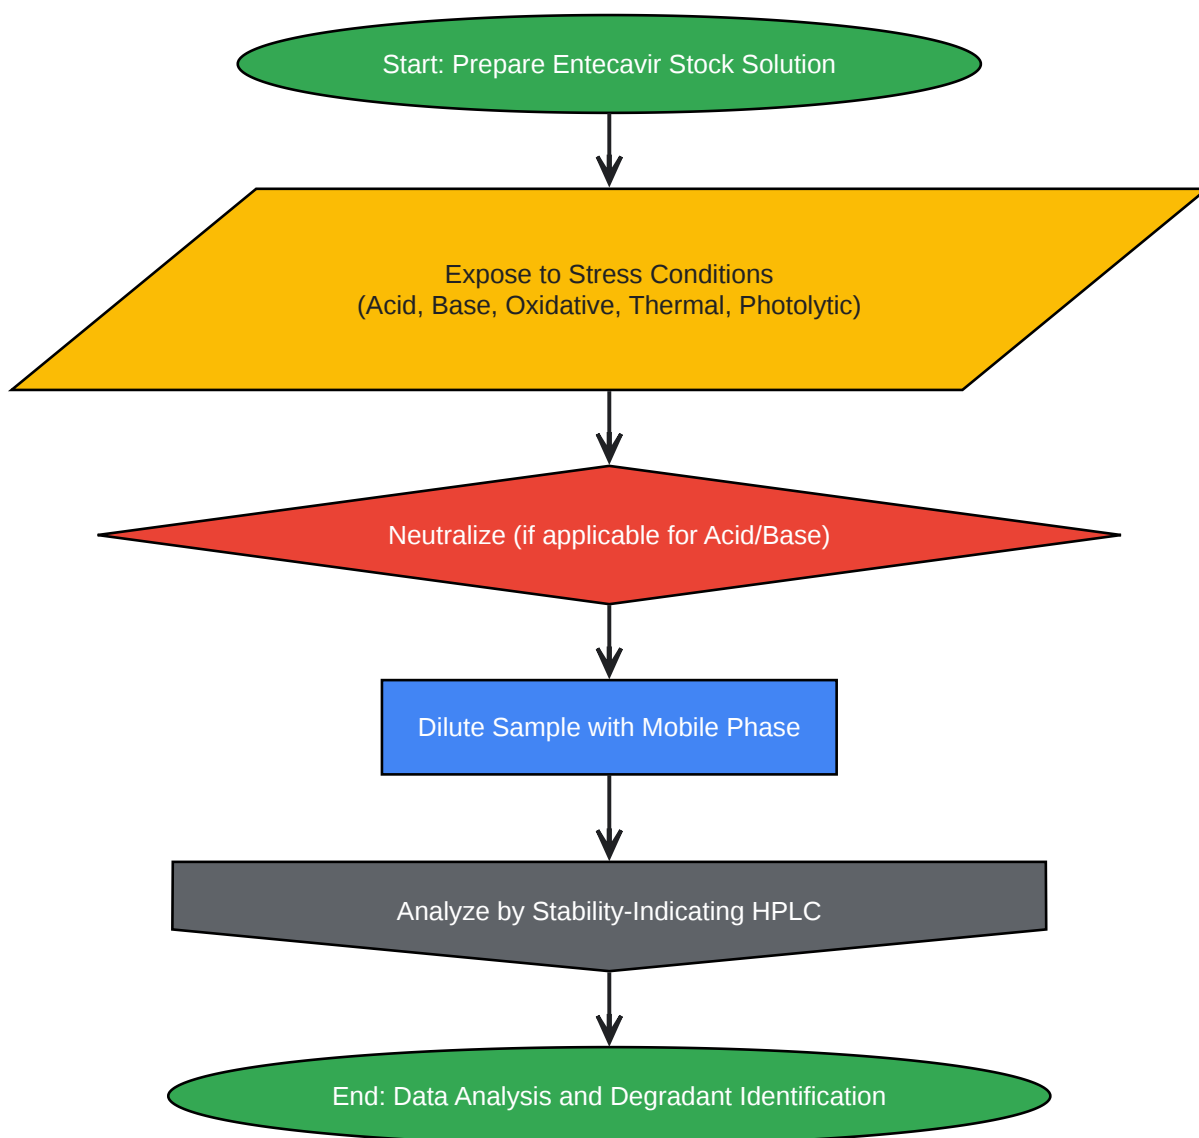 Start: Prepare Entecavir Stock Solution
Expose to Stress Conditions
(Acid, Base, Oxidative, Thermal, Photolytic)
Neutralize (if applicable for Acid/Base)
Dilute Sample with Mobile Phase
Analyze by Stability-Indicating HPLC
End: Data Analysis and Degradant Identification